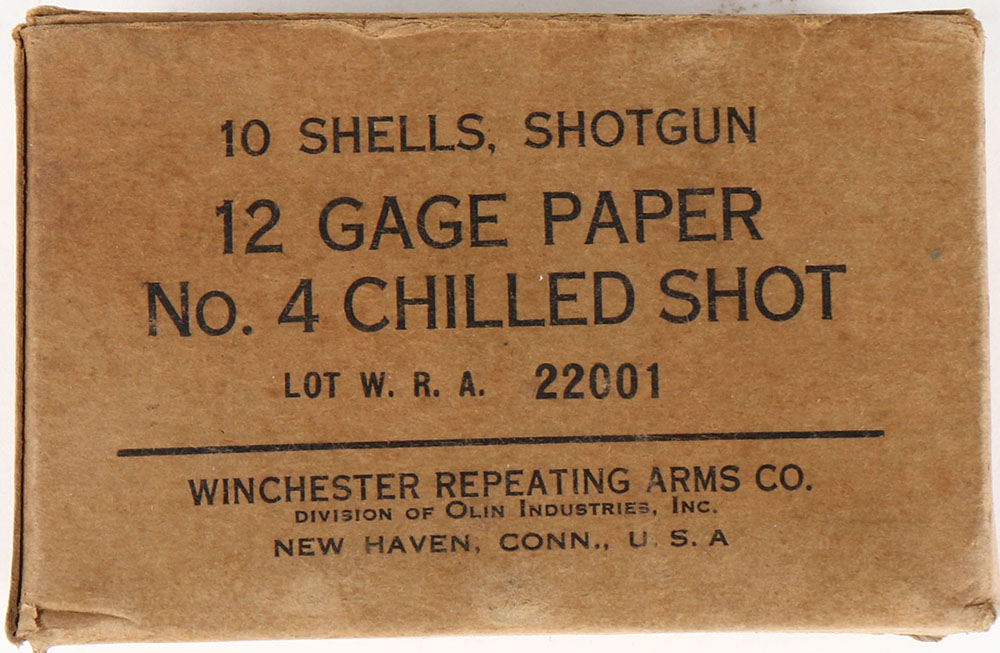 10 SHELLS, SHOTGUN
12 GAGE PAPER
No. 4 CHILLED SHOT
LOT W. R. A. 22001
WINCHESTER REPEATING ARMS CO.
DIVISION OF OLIN INDUSTRIES, INC.
NEW HAVEN, CONN., U. S. A